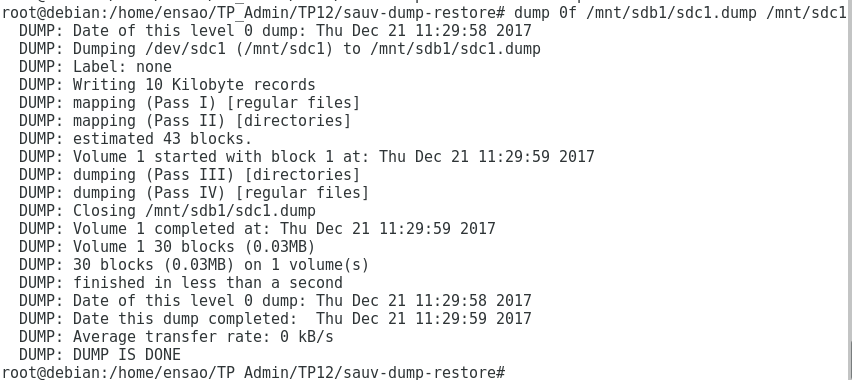 root@debian:/home/ensao/TP_Admin/TP12/sauv-dump-restore# dump 0f /mnt/sdb1/sdc1.dump /mnt/sdc1
DUMP: Date of this level 0 dump: Thu Dec 21 11:29:58 2017
DUMP: Dumping /dev/sdc1 (/mnt/sdc1) to /mnt/sdb1/sdc1.dump
DUMP: Label: none
DUMP: Writing 10 Kilobyte records
DUMP: mapping (Pass I) [regular files]
DUMP: mapping (Pass II) [directories]
DUMP: estimated 43 blocks.
DUMP: Volume 1 started with block 1 at: Thu Dec 21 11:29:59 2017
DUMP: dumping (Pass III) [directories]
DUMP: dumping (Pass IV) [regular files]
DUMP: Closing /mnt/sdb1/sdc1.dump
DUMP: Volume 1 completed at: Thu Dec 21 11:29:59 2017
DUMP: Volume 1 30 blocks (0.03MB)
DUMP: 30 blocks (0.03MB) on 1 volume(s)
DUMP: finished in less than a second
DUMP: Date of this level 0 dump: Thu Dec 21 11:29:58 2017
DUMP: Date this dump completed:  Thu Dec 21 11:29:59 2017
DUMP: Average transfer rate: 0 kB/s
DUMP: DUMP IS DONE
root@debian:/home/ensao/TP_Admin/TP12/sauv-dump-restore#